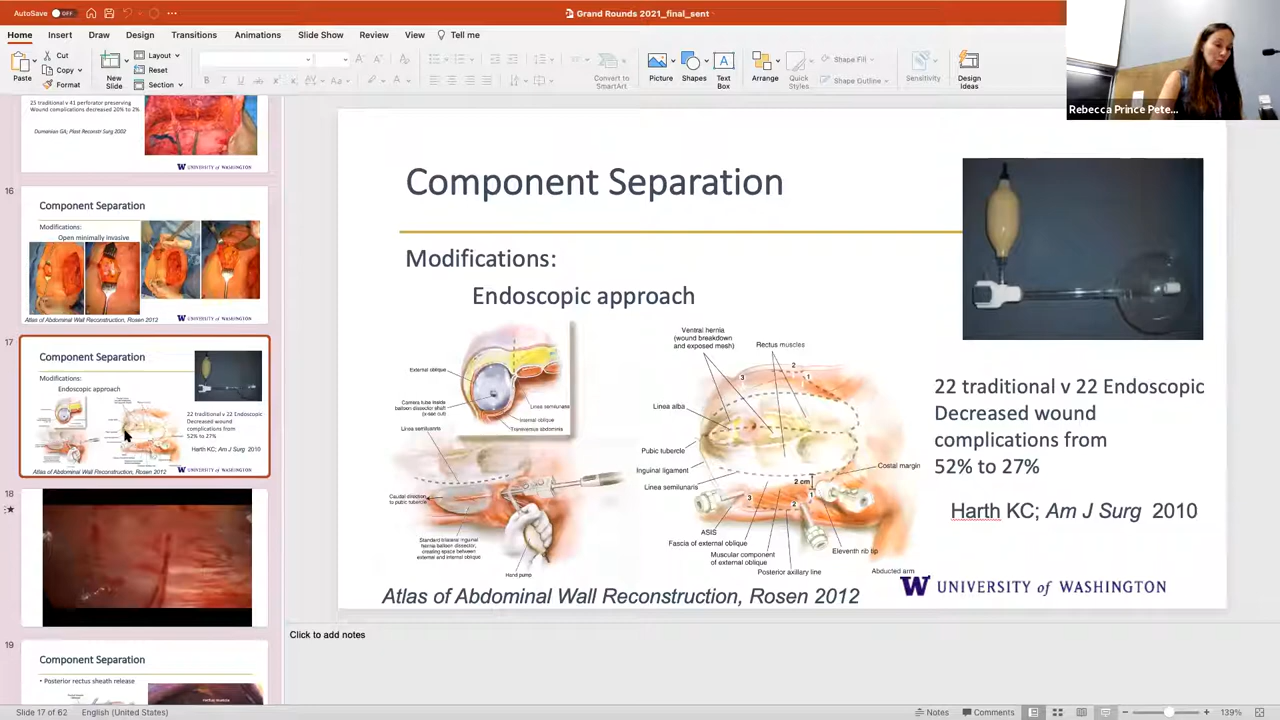 AutoSave OFF
Grand Rounds 2021_final_sent
Home Insert Draw Design Transitions Animations Slide Show Review View Tell me
Paste
Cut
Copy
Format
New Slide
Layout
Reset
Section
Convert to SmartArt
Picture
Shapes
Text Box
Arrange
Quick Styles
Shape Fill
Shape Outline
Sensitivity
Design Ideas
Rebecca Prince Pete...
25 traditional v 41 perforator preserving
Wound complications decreased 20% to 2%
Dumanian GA; Plast Reconstr Surg 2002
W UNIVERSITY of WASHINGTON
16
Component Separation
Modifications:
Open minimally invasive
Atlas of Abdominal Wall Reconstruction, Rosen 2012
W UNIVERSITY of WASHINGTON
17
Component Separation
Modifications:
Endoscopic approach
22 traditional v 22 Endoscopic
Decreased wound
complications from
52% to 27%
Harth KC; Am J Surg 2010
Atlas of Abdominal Wall Reconstruction, Rosen 2012
W UNIVERSITY of WASHINGTON
18
19
Component Separation
• Posterior rectus sheath release
Component Separation
Modifications:
Endoscopic approach
External oblique
Camera tube inside
balloon dissector shaft
Linea semilunaris
Internal oblique
Transversus abdominis
Linea semilunaris
Caudal direction
to pubic tubercle
Standard bilateral inguinal
hernia balloon dissector,
creating space between
external and internal oblique
Hand pump
Ventral hernia
(wound breakdown
and exposed mesh)
Rectus muscles
3
2
1
Linea alba
Pubic tubercle
Inguinal ligament
Linea semilunaris
Costal margin
2 cm
3
1
2
ASIS
Fascia of external oblique
Muscular component
of external oblique
Posterior axillary line
Eleventh rib tip
Abducted arm
22 traditional v 22 Endoscopic
Decreased wound
complications from
52% to 27%
Harth KC; Am J Surg 2010
Atlas of Abdominal Wall Reconstruction, Rosen 2012
W UNIVERSITY of WASHINGTON
Click to add notes
Slide 17 of 62 English (United States) Notes Comments 139%